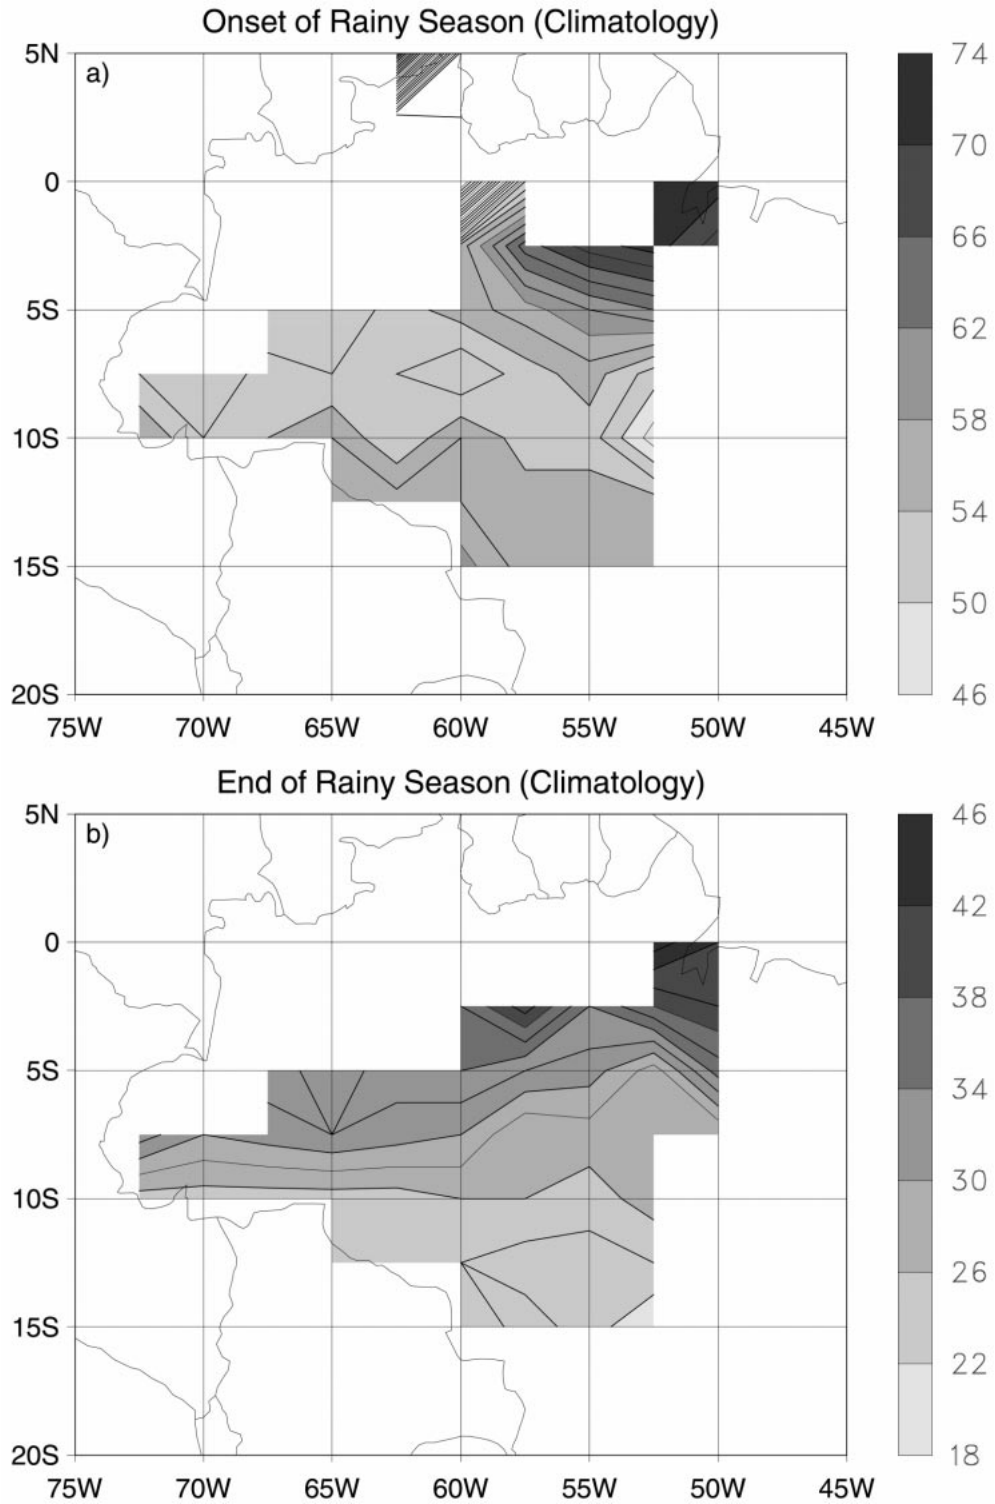 Onset of Rainy Season (Climatology)
a)
5N
0
5S
10S
15S
20S
75W 70W 65W 60W 55W 50W 45W
74
70
66
62
58
54
50
46
End of Rainy Season (Climatology)
b)
5N
0
5S
10S
15S
20S
75W 70W 65W 60W 55W 50W 45W
46
42
38
34
30
26
22
18